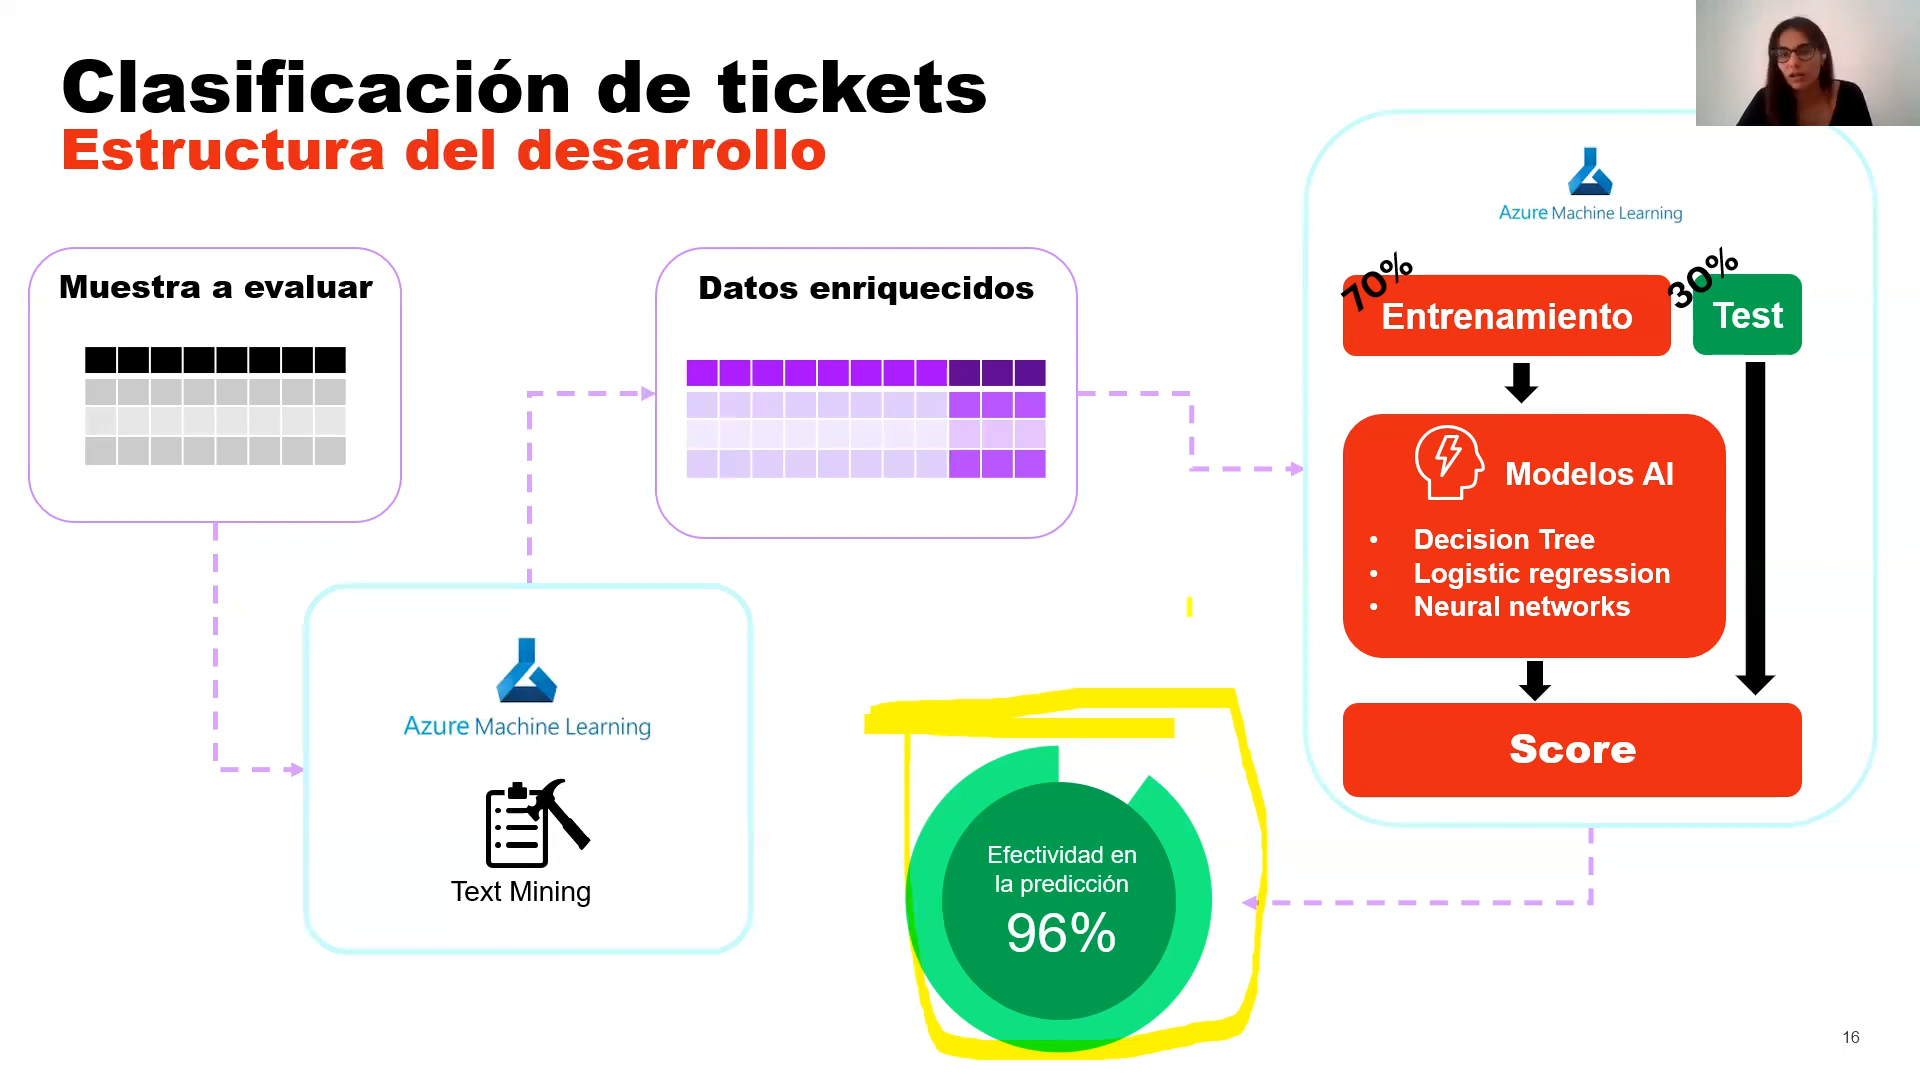 Clasificación de tickets
Estructura del desarrollo
Muestra a evaluar
Azure Machine Learning
Text Mining
Datos enriquecidos
Azure Machine Learning
70%
30%
Entrenamiento
Test
Modelos AI
• Decision Tree
• Logistic regression
• Neural networks
Score
Efectividad en
la predicción
96%
16